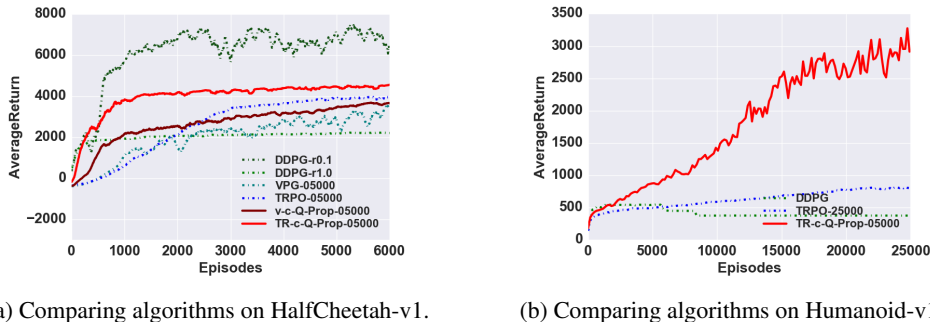 8000
6000
4000
2000
0
−2000
AverageReturn
DDPG-r0.1
DDPG-r1.0
VPG-05000
TRPO-05000
v-c-Q-Prop-05000
TR-c-Q-Prop-05000
0 1000 2000 3000 4000 5000 6000
Episodes
3500
3000
2500
2000
1500
1000
500
0
AverageReturn
DDPG
TRPO-25000
TR-c-Q-Prop-05000
0 5000 10000 15000 20000 25000
Episodes
a) Comparing algorithms on HalfCheetah-v1.
(b) Comparing algorithms on Humanoid-v1